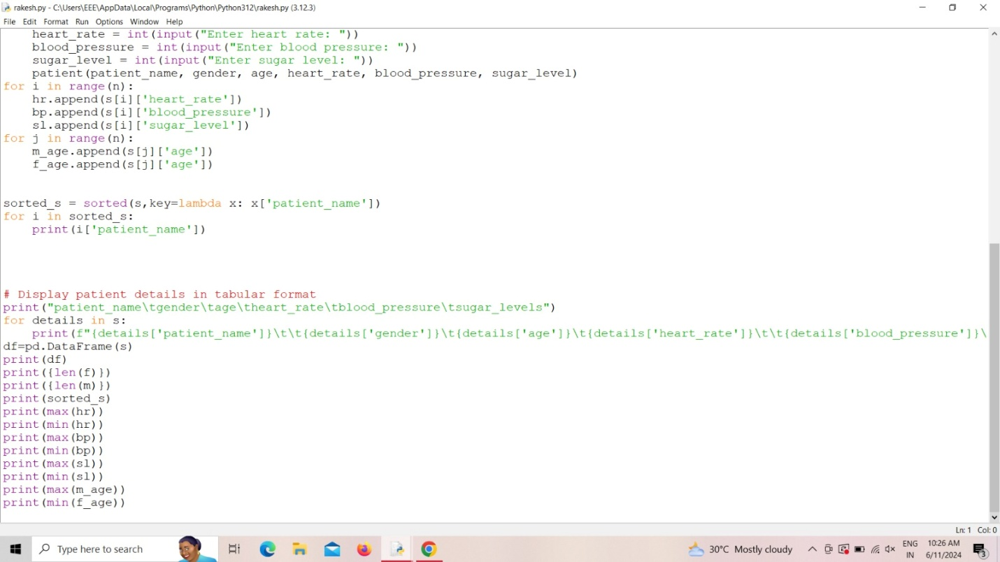 rakesh.py - C:\Users\EEE\AppData\Local\Programs\Python\Python312\rakesh.py (3.12.3)
File Edit Format Run Options Window Help
    heart_rate = int(input("Enter heart rate: "))
    blood_pressure = int(input("Enter blood pressure: "))
    sugar_level = int(input("Enter sugar level: "))
    patient(patient_name, gender, age, heart_rate, blood_pressure, sugar_level)
for i in range(n):
    hr.append(s[i]['heart_rate'])
    bp.append(s[i]['blood_pressure'])
    sl.append(s[i]['sugar_level'])
for j in range(n):
    m_age.append(s[j]['age'])
    f_age.append(s[j]['age'])
sorted_s = sorted(s,key=lambda x: x['patient_name'])
for i in sorted_s:
    print(i['patient_name'])
# Display patient details in tabular format
print("patient_name\tgender\tage\theart_rate\tblood_pressure\tsugar_levels")
for details in s:
    print(f"{details['patient_name']}\t\t{details['gender']}\t{details['age']}\t{details['heart_rate']}\t\t{details['blood_pressure']}\
df=pd.DataFrame(s)
print(df)
print({len(f)})
print({len(m)})
print(sorted_s)
print(max(hr))
print(min(hr))
print(max(bp))
print(min(bp))
print(max(sl))
print(min(sl))
print(max(m_age))
print(min(f_age))
Ln: 1 Col: 0
Type here to search
30°C Mostly cloudy
ENG
IN
10:26 AM
6/11/2024
3